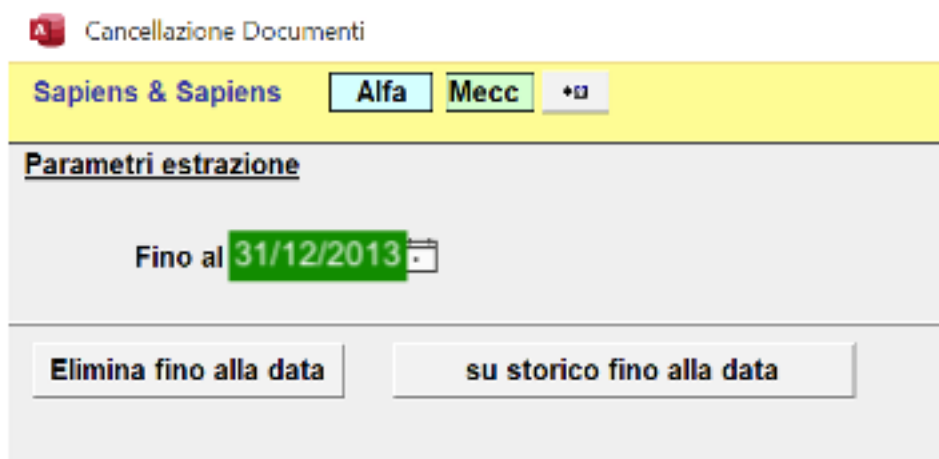 Cancellazione Documenti
Sapiens & Sapiens Alfa Mecc
Parametri estrazione
Fino al 31/12/2013
Elimina fino alla data su storico fino alla data